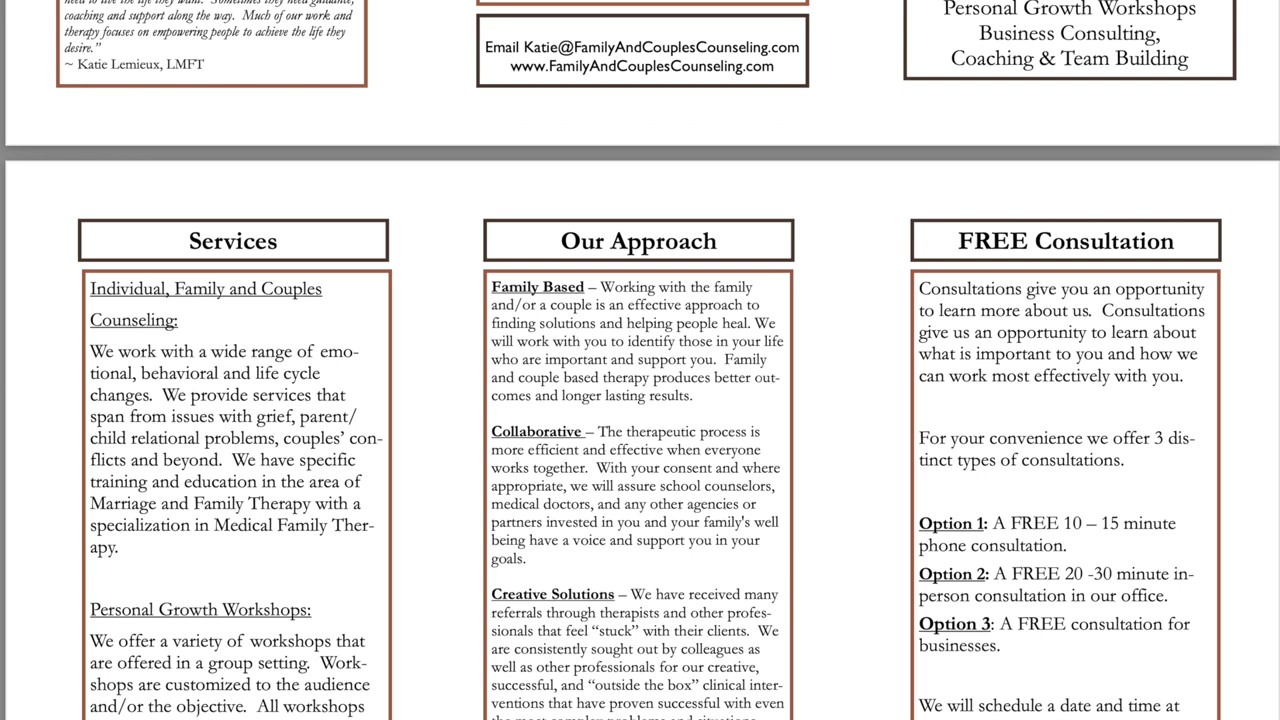 need to live the life they want. Sometimes they need guidance,
coaching and support along the way. Much of our work and
therapy focuses on empowering people to achieve the life they
desire.”
~ Katie Lemieux, LMFT
Email Katie@FamilyAndCouplesCounseling.com
www.FamilyAndCouplesCounseling.com
Personal Growth Workshops
Business Consulting,
Coaching & Team Building
Services
Individual, Family and Couples
Counseling:
We work with a wide range of emo-
tional, behavioral and life cycle
changes. We provide services that
span from issues with grief, parent/
child relational problems, couples’ con-
flicts and beyond. We have specific
training and education in the area of
Marriage and Family Therapy with a
specialization in Medical Family Ther-
apy.
Personal Growth Workshops:
We offer a variety of workshops that
are offered in a group setting. Work-
shops are customized to the audience
and/or the objective. All workshops
Our Approach
Family Based – Working with the family
and/or a couple is an effective approach to
finding solutions and helping people heal. We
will work with you to identify those in your life
who are important and support you. Family
and couple based therapy produces better out-
comes and longer lasting results.
Collaborative – The therapeutic process is
more efficient and effective when everyone
works together. With your consent and where
appropriate, we will assure school counselors,
medical doctors, and any other agencies or
partners invested in you and your family's well
being have a voice and support you in your
goals.
Creative Solutions – We have received many
referrals through therapists and other profes-
sionals that feel “stuck” with their clients. We
are consistently sought out by colleagues as
well as other professionals for our creative,
successful, and “outside the box” clinical inter-
ventions that have proven successful with even
the most complex problems and situations.
FREE Consultation
Consultations give you an opportunity
to learn more about us. Consultations
give us an opportunity to learn about
what is important to you and how we
can work most effectively with you.
For your convenience we offer 3 dis-
tinct types of consultations.
Option 1: A FREE 10 – 15 minute
phone consultation.
Option 2: A FREE 20 -30 minute in-
person consultation in our office.
Option 3: A FREE consultation for
businesses.
We will schedule a date and time at